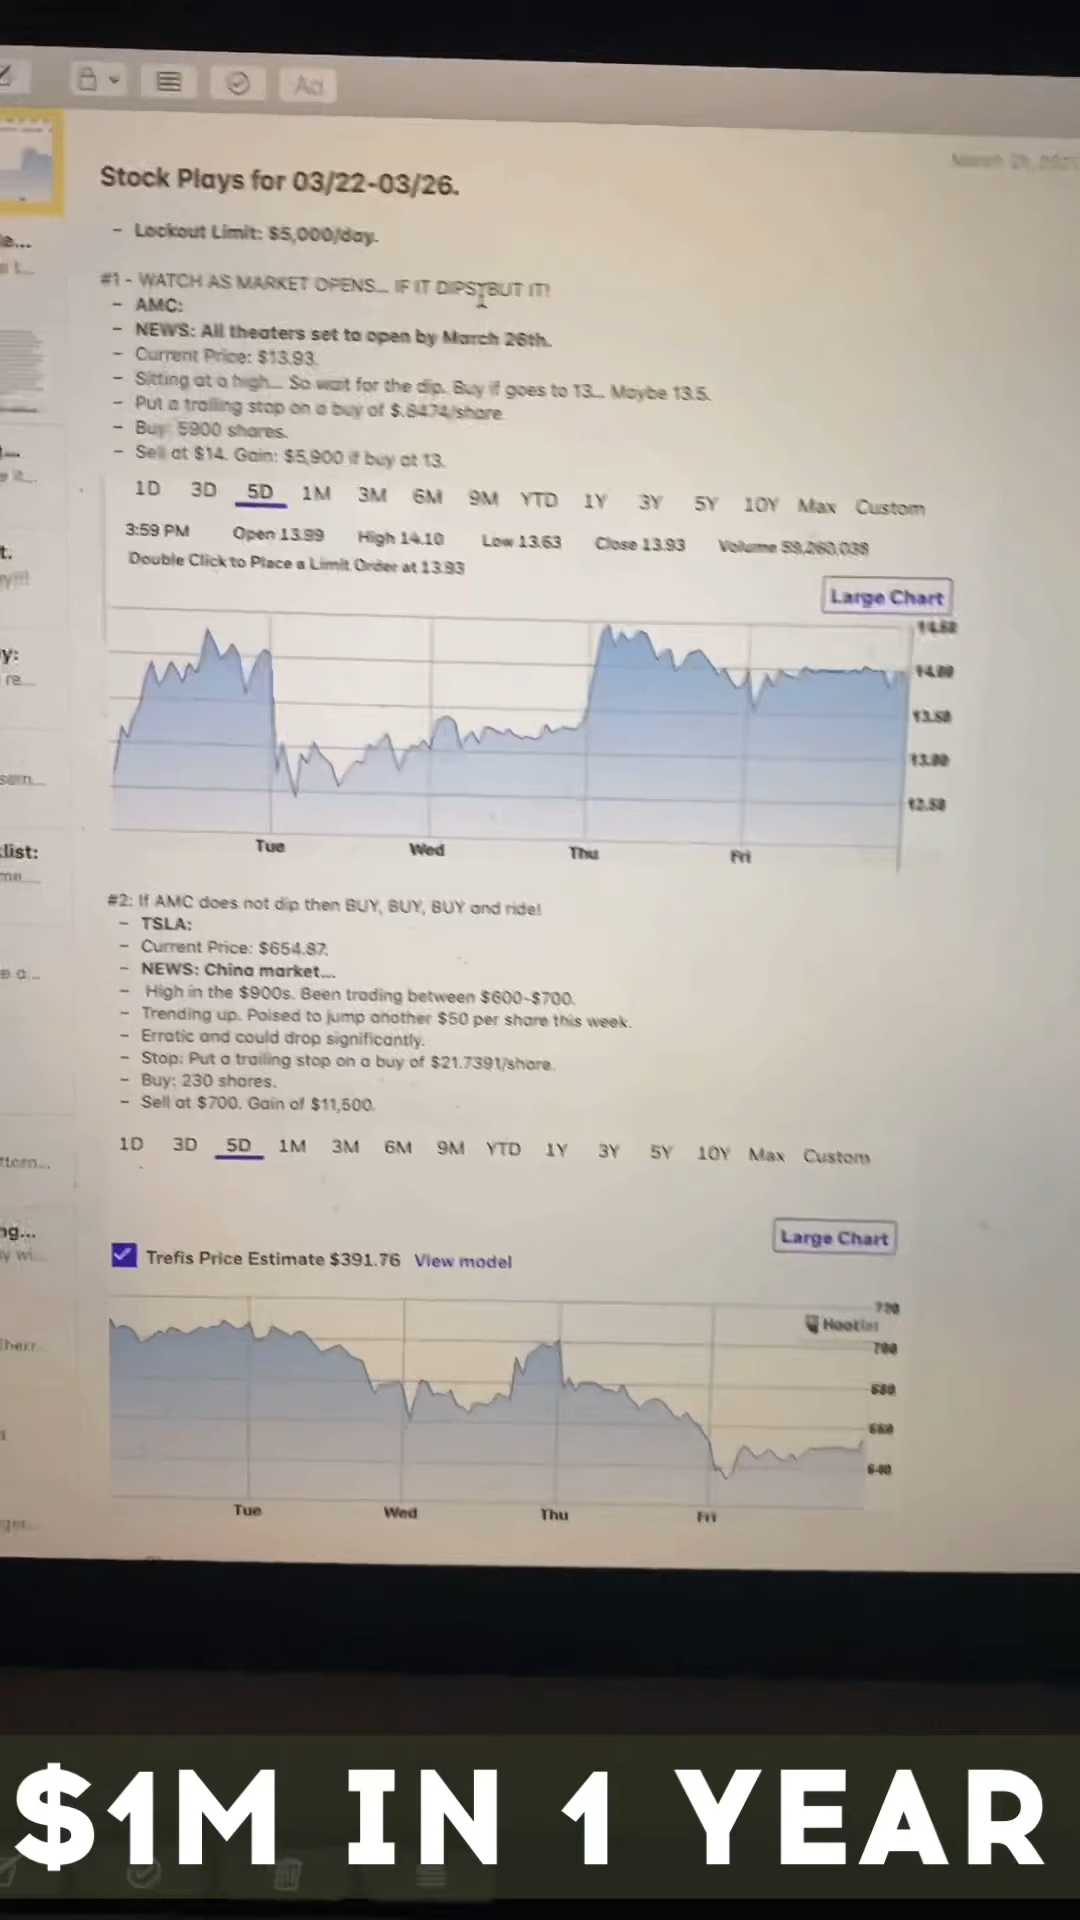 Aa
Stock Plays for 03/22-03/26.
- Lockout Limit: $5,000/day.
#1 - WATCH AS MARKET OPENS... IF IT DIPS, BUT IT!
- AMC:
- NEWS: All theaters set to open by March 26th.
- Current Price: $13.93.
- Sitting at a high... So wait for the dip. Buy if goes to 13... Maybe 13.5.
- Put a trailing stop on a buy of $.8474/share
- Buy: 5900 shares.
- Sell at $14. Gain: $5,900 if buy at 13.
1D 3D 5D 1M 3M 6M 9M YTD 1Y 3Y 5Y 10Y Max Custom
3:59 PM Open 13.99 High 14.10 Low 13.63 Close 13.93 Volume 59,260,038
Double Click to Place a Limit Order at 13.93
Large Chart
14.50
14.00
13.50
13.00
12.50
Tue Wed Thu Fri
#2: If AMC does not dip then BUY, BUY, BUY and ride!
- TSLA:
- Current Price: $654.87.
- NEWS: China market...
- High in the $900s. Been trading between $600-$700.
- Trending up. Poised to jump another $50 per share this week.
- Erratic and could drop significantly.
- Stop: Put a trailing stop on a buy of $21.7391/share.
- Buy: 230 shares.
- Sell at $700. Gain of $11,500.
1D 3D 5D 1M 3M 6M 9M YTD 1Y 3Y 5Y 10Y Max Custom
Large Chart
Trefis Price Estimate $391.76 View model
720
700
680
660
640
Tue Wed Thu Fri
$1M IN 1 YEAR